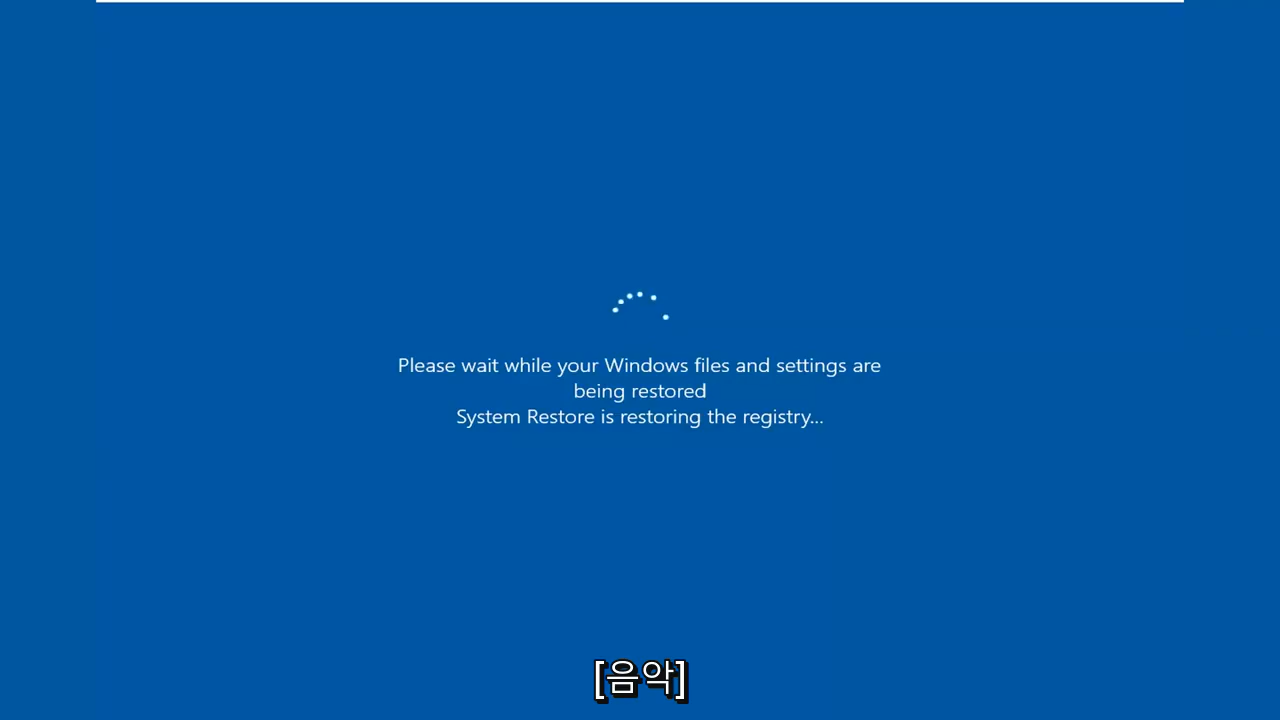 Please wait while your Windows files and settings are
being restored
System Restore is restoring the registry...
[음악]